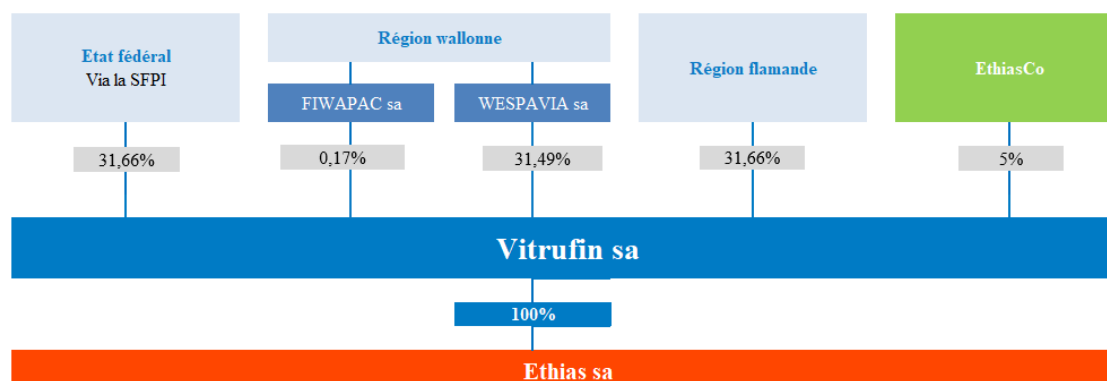 Etat fédéral
Via la SFPI
Région wallonne
FIWAPAC sa
WESPAVIA sa
Région flamande
EthiasCo
31,66%
0,17%
31,49%
31,66%
5%
Vitrufin sa
100%
Ethias sa